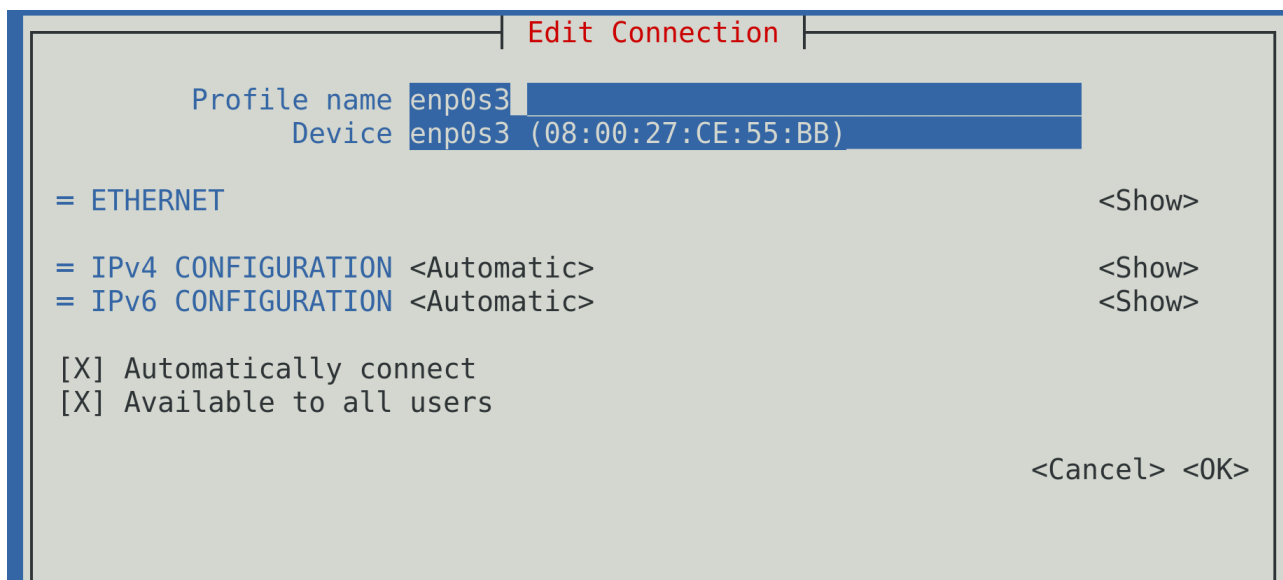 Edit Connection
Profile name enp0s3
Device enp0s3 (08:00:27:CE:55:BB)
= ETHERNET <Show>
= IPv4 CONFIGURATION <Automatic> <Show>
= IPv6 CONFIGURATION <Automatic> <Show>
[X] Automatically connect
[X] Available to all users
<Cancel> <OK>